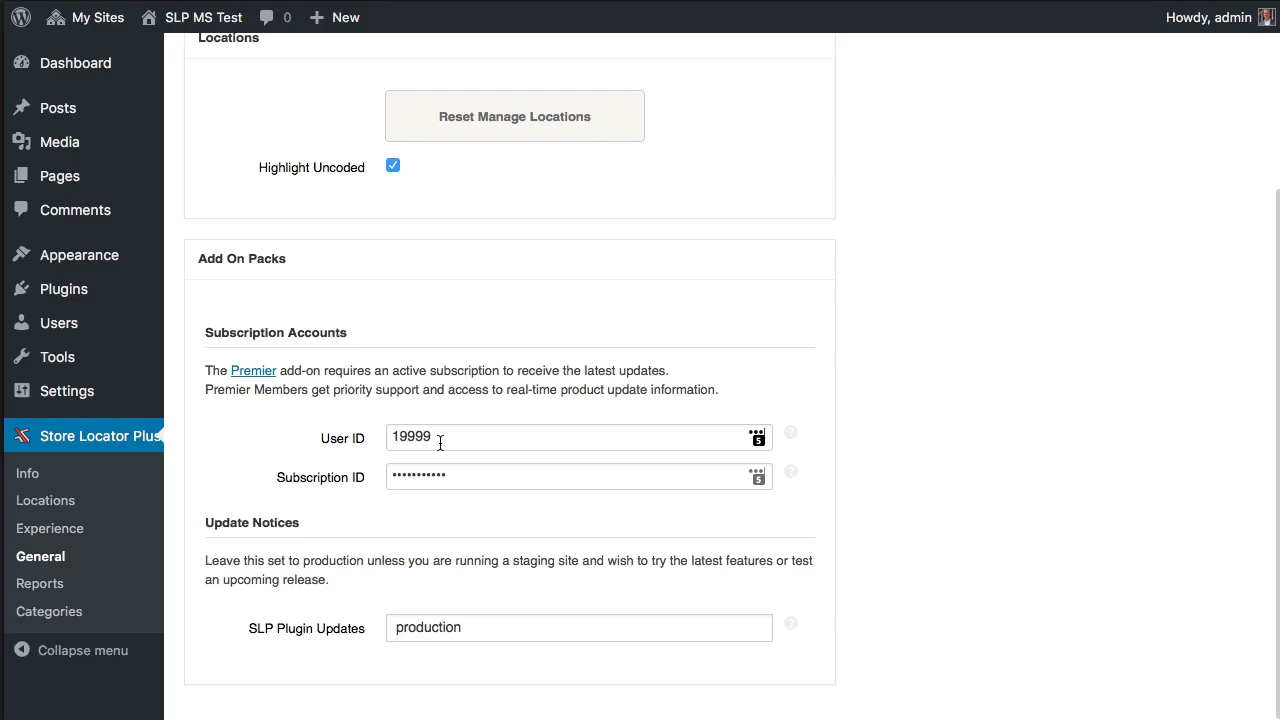 My Sites
SLP MS Test
0
New
Howdy, admin
Dashboard
Posts
Media
Pages
Comments
Appearance
Plugins
Users
Tools
Settings
Store Locator Plus
Info
Locations
Experience
General
Reports
Categories
Collapse menu
Locations
Reset Manage Locations
Highlight Uncoded
Add On Packs
Subscription Accounts
The Premier add-on requires an active subscription to receive the latest updates.
Premier Members get priority support and access to real-time product update information.
User ID
19999
5
?
Subscription ID
•••••••••••
5
?
Update Notices
Leave this set to production unless you are running a staging site and wish to try the latest features or test
an upcoming release.
SLP Plugin Updates
production
?